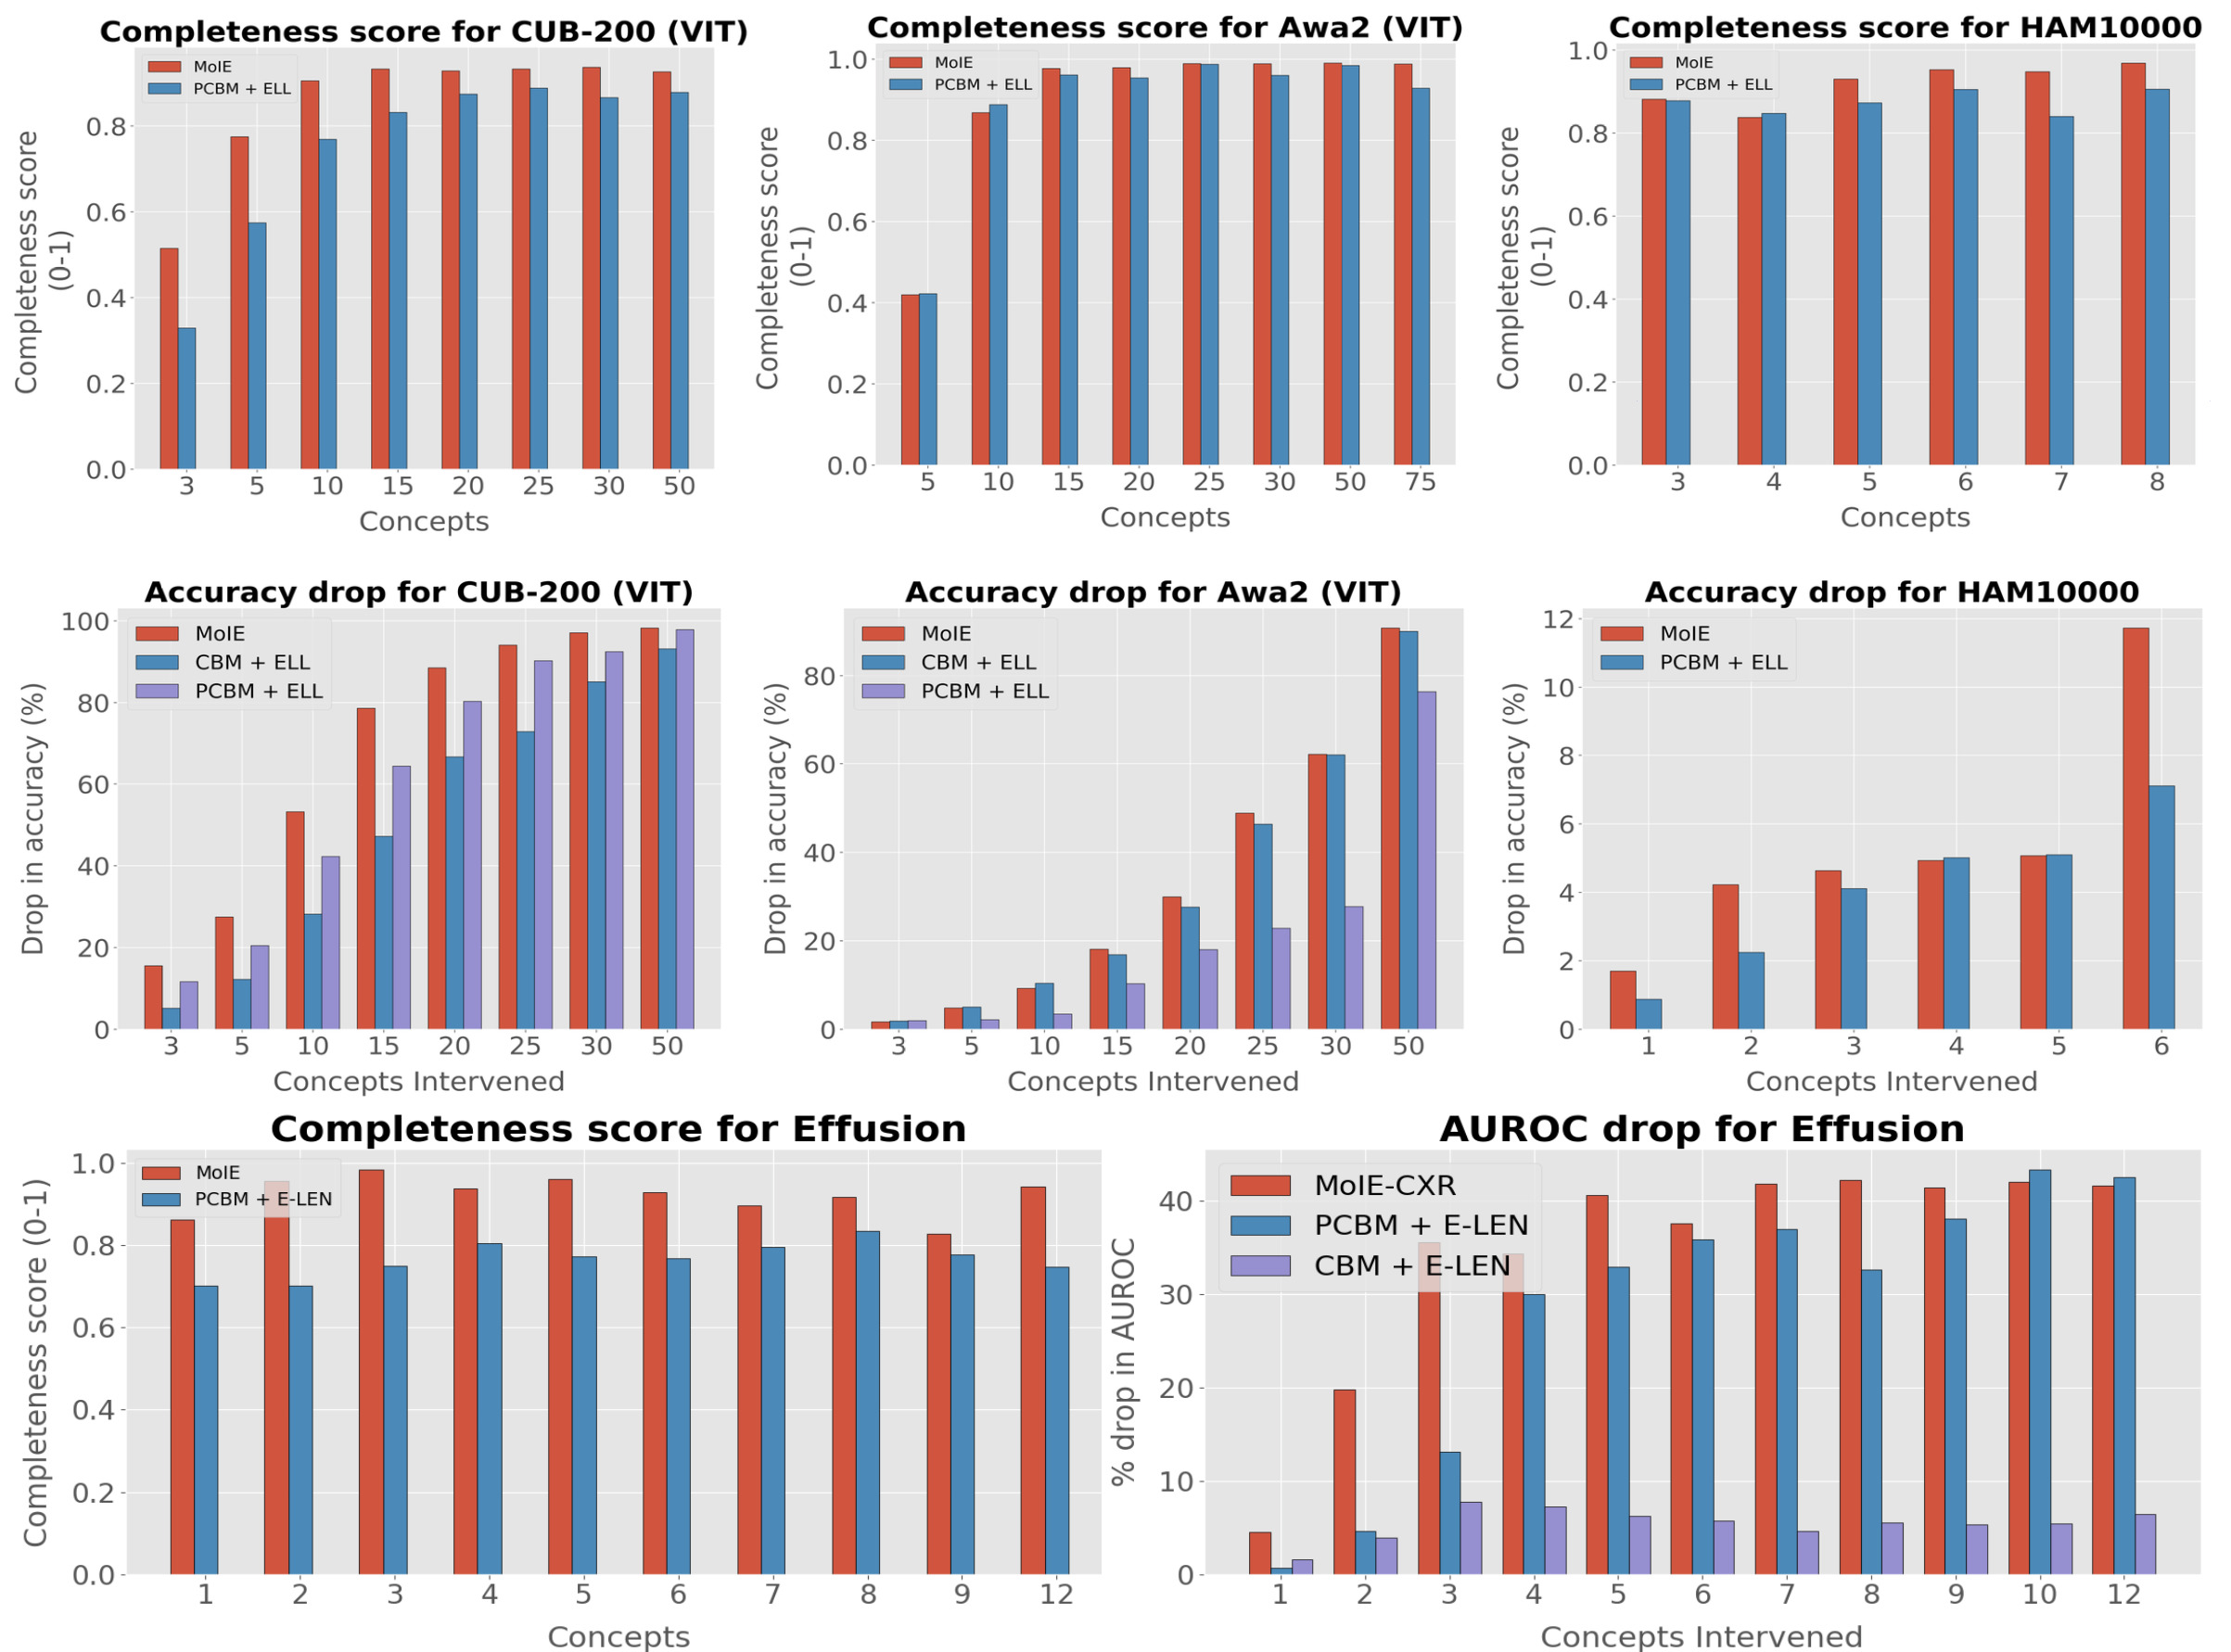 Completeness score for CUB-200 (VIT)
MoIE
PCBM + ELL
Completeness score
(0-1)
0.8
0.6
0.4
0.2
0.0
3 5 10 15 20 25 30 50
Concepts
Completeness score for Awa2 (VIT)
MoIE
PCBM + ELL
Completeness score
(0-1)
1.0
0.8
0.6
0.4
0.2
0.0
5 10 15 20 25 30 50 75
Concepts
Completeness score for HAM10000
MoIE
PCBM + ELL
Completeness score
(0-1)
1.0
0.8
0.6
0.4
0.2
0.0
3 4 5 6 7 8
Concepts
Accuracy drop for CUB-200 (VIT)
MoIE
CBM + ELL
PCBM + ELL
Drop in accuracy (%)
100
80
60
40
20
0
3 5 10 15 20 25 30 50
Concepts Intervened
Accuracy drop for Awa2 (VIT)
MoIE
CBM + ELL
PCBM + ELL
Drop in accuracy (%)
80
60
40
20
0
3 5 10 15 20 25 30 50
Concepts Intervened
Accuracy drop for HAM10000
MoIE
PCBM + ELL
Drop in accuracy (%)
12
10
8
6
4
2
0
1 2 3 4 5 6
Concepts Intervened
Completeness score for Effusion
MoIE
PCBM + E-LEN
Completeness score (0-1)
1.0
0.8
0.6
0.4
0.2
0.0
1 2 3 4 5 6 7 8 9 12
Concepts
AUROC drop for Effusion
MoIE-CXR
PCBM + E-LEN
CBM + E-LEN
% drop in AUROC
40
30
20
10
0
1 2 3 4 5 6 7 8 9 10 12
Concepts Intervened